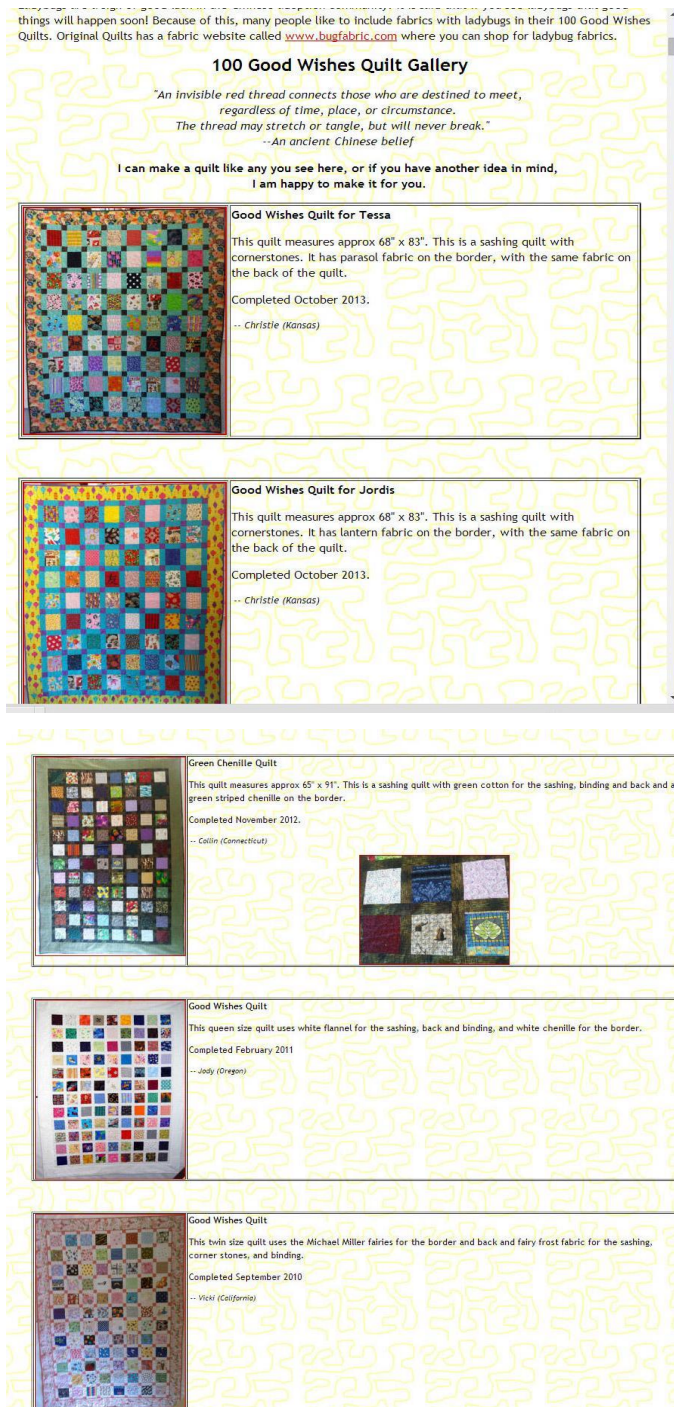 things will happen soon! Because of this, many people like to include fabrics with ladybugs in their 100 Good Wishes
Quilts. Original Quilts has a fabric website called www.bugfabric.com where you can shop for ladybug fabrics.
100 Good Wishes Quilt Gallery
"An invisible red thread connects those who are destined to meet,
regardless of time, place, or circumstance.
The thread may stretch or tangle, but will never break."
--An ancient Chinese belief
I can make a quilt like any you see here, or if you have another idea in mind,
I am happy to make it for you.
Good Wishes Quilt for Tessa
This quilt measures approx 68" x 83". This is a sashing quilt with
cornerstones. It has parasol fabric on the border, with the same fabric on
the back of the quilt.
Completed October 2013.
-- Christie (Kansas)
Good Wishes Quilt for Jordis
This quilt measures approx 68" x 83". This is a sashing quilt with
cornerstones. It has lantern fabric on the border, with the same fabric on
the back of the quilt.
Completed October 2013.
-- Christie (Kansas)
Green Chenille Quilt
This quilt measures approx 65" x 91". This is a sashing quilt with green cotton for the sashing, binding and back and a
green striped chenille on the border.
Completed November 2012.
-- Collin (Connecticut)
Good Wishes Quilt
This queen size quilt uses white flannel for the sashing, back and binding, and white chenille for the border.
Completed February 2011
-- Jody (Oregon)
Good Wishes Quilt
This twin size quilt uses the Michael Miller fairies for the border and back and fairy frost fabric for the sashing,
corner stones, and binding.
Completed September 2010
-- Vicki (California)